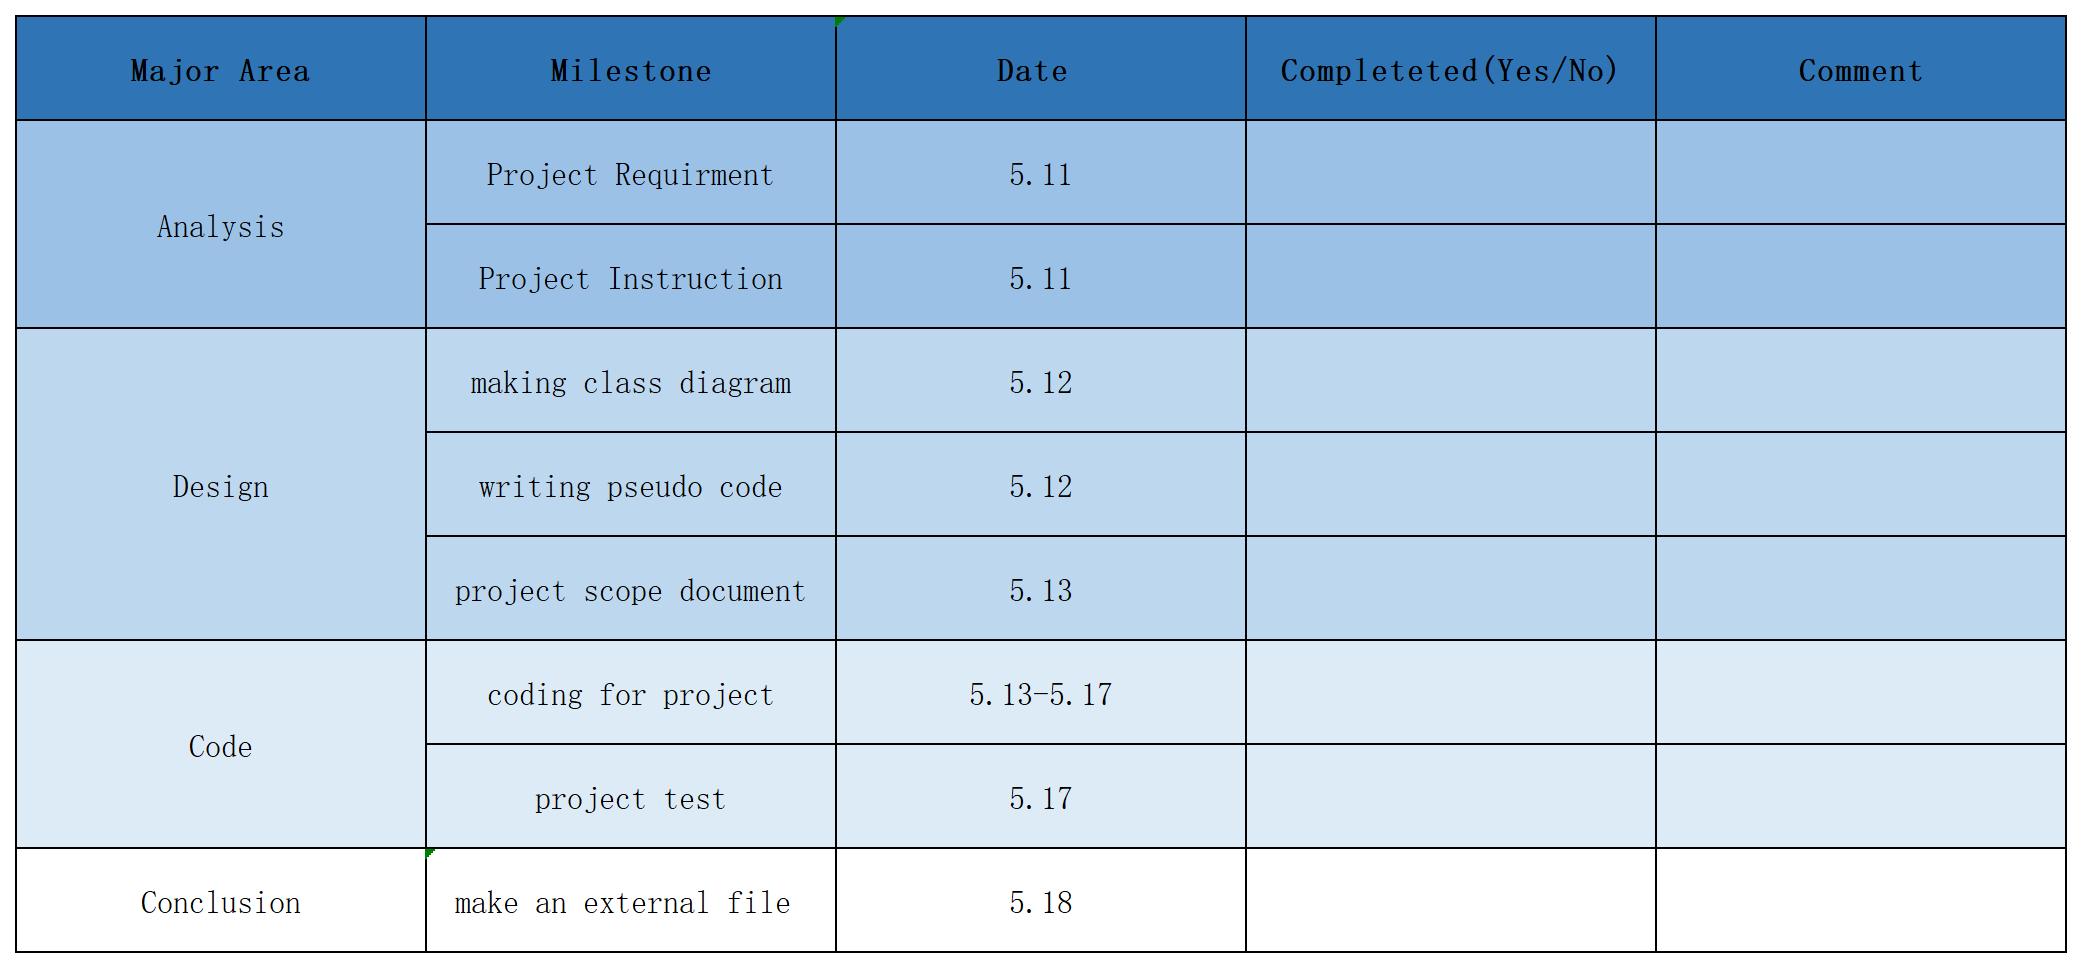 Major Area Milestone Date Completeted(Yes/No) Comment
Analysis
Project Requirment 5.11
Project Instruction 5.11
Design
making class diagram 5.12
writing pseudo code 5.12
project scope document 5.13
Code
coding for project 5.13-5.17
project test 5.17
Conclusion make an external file 5.18